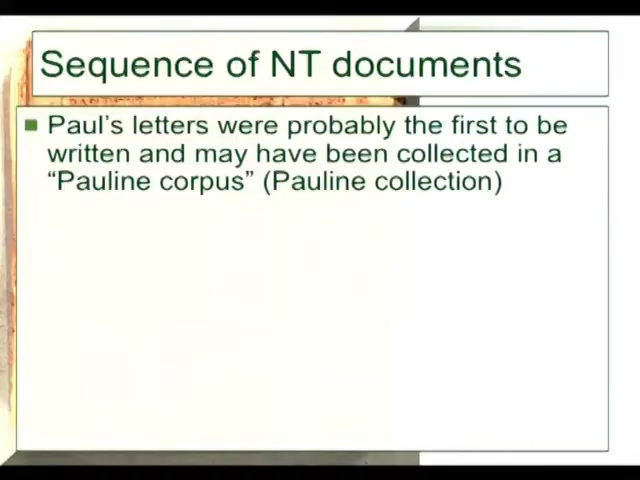 Sequence of NT documents
Paul's letters were probably the first to be
written and may have been collected in a
“Pauline corpus” (Pauline collection)